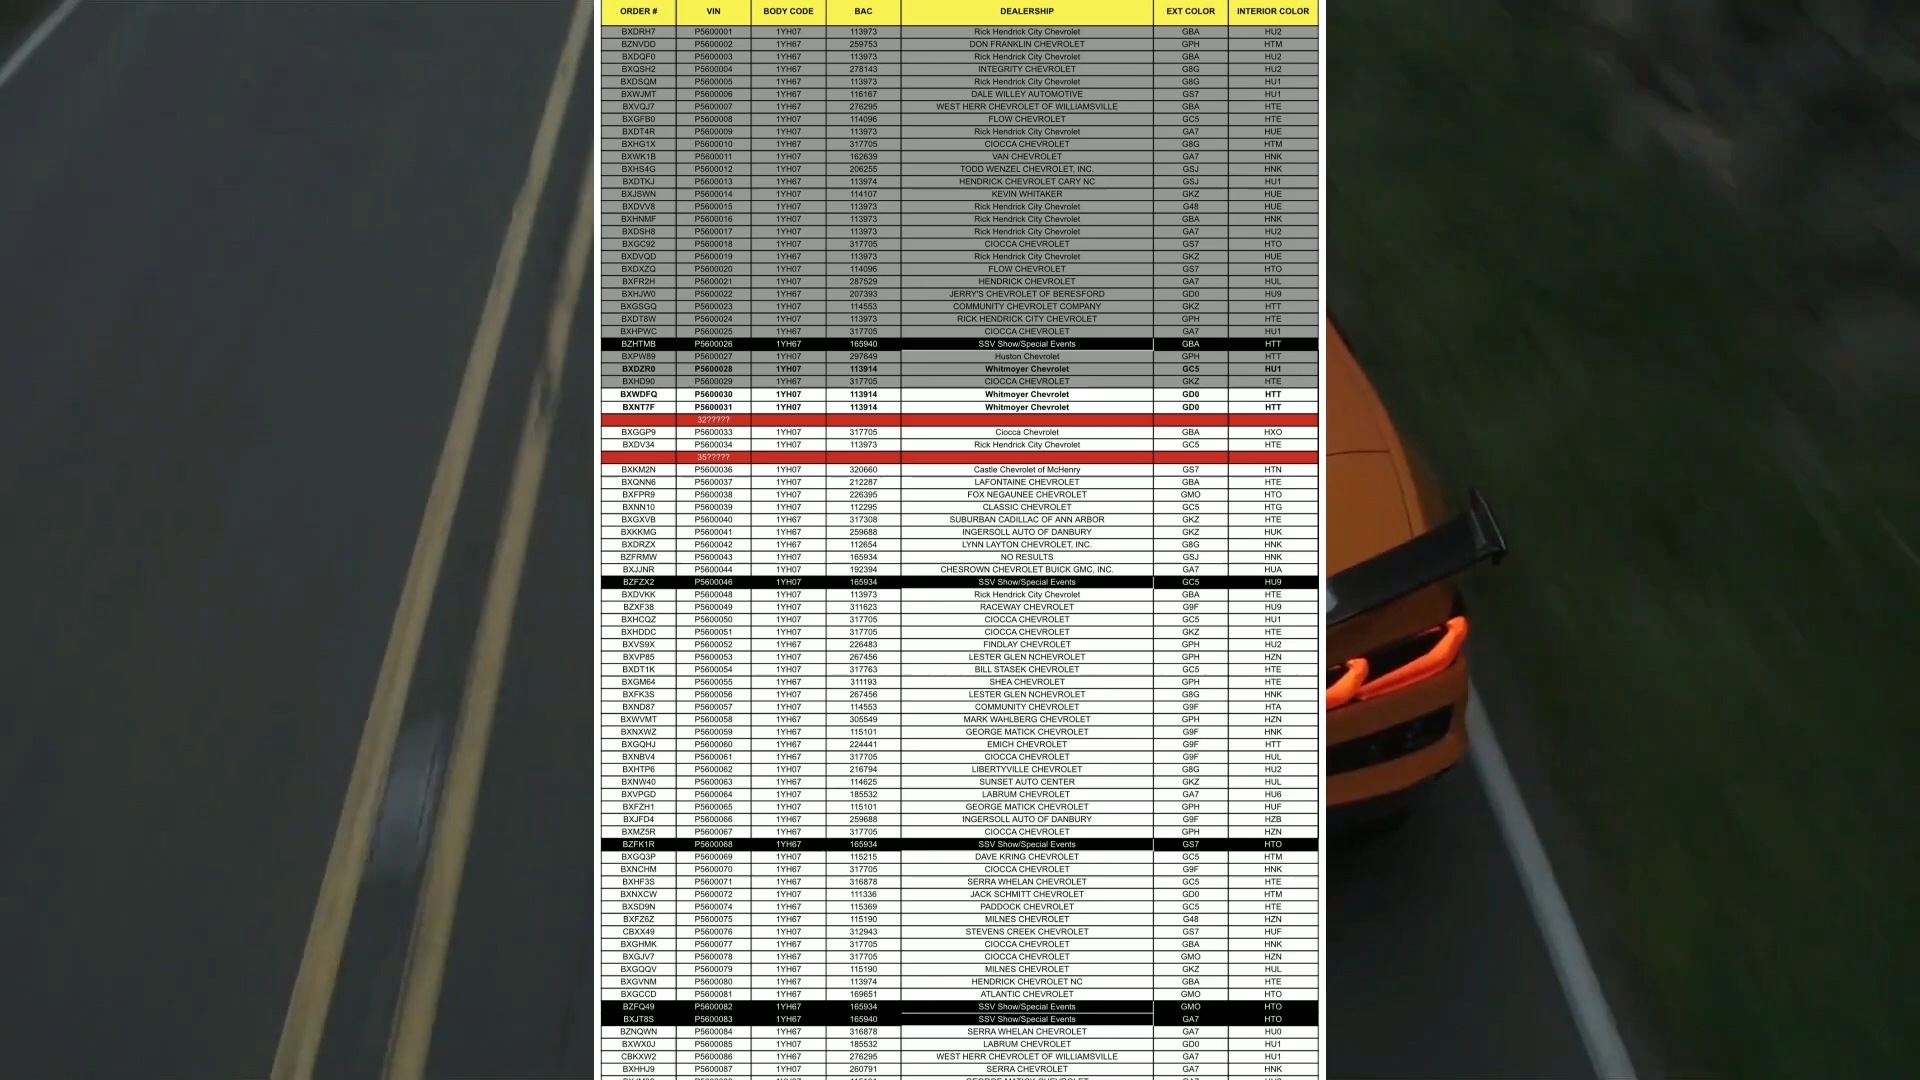 ORDER # VIN BODY CODE BAC DEALERSHIP EXT COLOR INTERIOR COLOR
BXDRH7 P5600001 1YH07 113973 Rick Hendrick City Chevrolet GBA HU2
BZNVDD P5600002 1YH67 259753 DON FRANKLIN CHEVROLET GPH HTM
BXDQF0 P5600003 1YH67 113973 Rick Hendrick City Chevrolet GBA HU2
BXQSH2 P5600004 1YH67 278143 INTEGRITY CHEVROLET G8G HU2
BXDSQM P5600005 1YH67 113973 Rick Hendrick City Chevrolet G8G HU1
BXWJMT P5600006 1YH67 116167 DALE WILLEY AUTOMOTIVE GS7 HU1
BXVQJ7 P5600007 1YH67 276295 WEST HERR CHEVROLET OF WILLIAMSVILLE GBA HTE
BXGFB0 P5600008 1YH07 114096 FLOW CHEVROLET GC5 HTE
BXDT4R P5600009 1YH07 113973 Rick Hendrick City Chevrolet GA7 HUE
BXHG1X P5600010 1YH67 317705 CIOCCA CHEVROLET G8G HTM
BXWK1B P5600011 1YH07 162639 VAN CHEVROLET GA7 HNK
BXHS4G P5600012 1YH07 206255 TODD WENZEL CHEVROLET, INC. GSJ HNK
BXDTKJ P5600013 1YH67 113974 HENDRICK CHEVROLET CARY NC GSJ HU1
BXJSWN P5600014 1YH07 114107 KEVIN WHITAKER GKZ HUE
BXDVV8 P5600015 1YH07 113973 Rick Hendrick City Chevrolet G48 HUE
BXHNMF P5600016 1YH07 113973 Rick Hendrick City Chevrolet GBA HNK
BXDSH8 P5600017 1YH07 113973 Rick Hendrick City Chevrolet GA7 HU2
BXGC92 P5600018 1YH07 317705 CIOCCA CHEVROLET GS7 HTO
BXDVQD P5600019 1YH07 113973 Rick Hendrick City Chevrolet GKZ HUE
BXDXZQ P5600020 1YH07 114096 FLOW CHEVROLET GS7 HTO
BXFR2H P5600021 1YH07 287529 HENDRICK CHEVROLET GA7 HUL
BXHJW0 P5600022 1YH67 207393 JERRY'S CHEVROLET OF BERESFORD GD0 HU9
BXGSGQ P5600023 1YH07 114553 COMMUNITY CHEVROLET COMPANY GKZ HTT
BXDT8W P5600024 1YH07 113973 RICK HENDRICK CITY CHEVROLET GPH HTE
BXHPWC P5600025 1YH67 317705 CIOCCA CHEVROLET GA7 HU1
BZHTMB P5600026 1YH67 165940 SSV Show/Special Events GBA HTT
BXPW89 P5600027 1YH07 297649 Huston Chevrolet GPH HTT
BXDZR0 P5600028 1YH07 113914 Whitmoyer Chevrolet GC5 HU1
BXHD90 P5600029 1YH67 317705 CIOCCA CHEVROLET GKZ HTE
BXWDFQ P5600030 1YH07 113914 Whitmoyer Chevrolet GD0 HTT
BXNT7F P5600031 1YH07 113914 Whitmoyer Chevrolet GD0 HTT
32?????
BXGGP9 P5600033 1YH07 317705 Ciocca Chevrolet GBA HXO
BXDV34 P5600034 1YH07 113973 Rick Hendrick City Chevrolet GC5 HTE
35?????
BXKM2N P5600036 1YH07 320660 Castle Chevrolet of McHenry GS7 HTN
BXQNN6 P5600037 1YH07 212287 LAFONTAINE CHEVROLET GBA HTE
BXFPR9 P5600038 1YH07 226395 FOX NEGAUNEE CHEVROLET GMO HTO
BXNN10 P5600039 1YH07 112295 CLASSIC CHEVROLET GC5 HTG
BXGXVB P5600040 1YH67 317308 SUBURBAN CADILLAC OF ANN ARBOR GKZ HTE
BXKKMG P5600041 1YH67 259688 INGERSOLL AUTO OF DANBURY GKZ HUK
BXDRZX P5600042 1YH67 112654 LYNN LAYTON CHEVROLET, INC. G8G HNK
BZFRMW P5600043 1YH07 165934 NO RESULTS GSJ HNK
BXJJNR P5600044 1YH07 192394 CHESROWN CHEVROLET BUICK GMC, INC. GA7 HUA
BZFZX2 P5600046 1YH07 165934 SSV Show/Special Events GC5 HU9
BXDVKK P5600048 1YH07 113973 Rick Hendrick City Chevrolet GBA HTE
BZXF38 P5600049 1YH07 311623 RACEWAY CHEVROLET G9F HU9
BXHCQZ P5600050 1YH07 317705 CIOCCA CHEVROLET GC5 HU1
BXHDDC P5600051 1YH07 317705 CIOCCA CHEVROLET GKZ HTE
BXVS9X P5600052 1YH07 226483 FINDLAY CHEVROLET GPH HU2
BXVP85 P5600053 1YH07 267456 LESTER GLEN NCHEVROLET GPH HZN
BXDT1K P5600054 1YH07 317763 BILL STASEK CHEVROLET GC5 HTE
BXGM64 P5600055 1YH67 311193 SHEA CHEVROLET GPH HTE
BXFK3S P5600056 1YH07 267456 LESTER GLEN NCHEVROLET G8G HNK
BXND87 P5600057 1YH07 114553 COMMUNITY CHEVROLET G9F HTA
BXWVMT P5600058 1YH67 305549 MARK WAHLBERG CHEVROLET GPH HZN
BXNXWZ P5600059 1YH67 115101 GEORGE MATICK CHEVROLET G9F HNK
BXGQHJ P5600060 1YH67 224441 EMICH CHEVROLET G9F HTT
BXNBV4 P5600061 1YH67 317705 CIOCCA CHEVROLET G9F HUL
BXHTP6 P5600062 1YH07 216794 LIBERTYVILLE CHEVROLET G8G HU2
BXNW40 P5600063 1YH67 114625 SUNSET AUTO CENTER GKZ HUL
BXVPGD P5600064 1YH07 185532 LABRUM CHEVROLET GA7 HU6
BXFZH1 P5600065 1YH07 115101 GEORGE MATICK CHEVROLET GPH HUF
BXJFD4 P5600066 1YH67 259688 INGERSOLL AUTO OF DANBURY G9F HZB
BXMZ5R P5600067 1YH67 317705 CIOCCA CHEVROLET GPH HZN
BZFK1R P5600068 1YH67 165934 SSV Show/Special Events GS7 HTO
BXGQ3P P5600069 1YH07 115215 DAVE KRING CHEVROLET GC5 HTM
BXNCHM P5600070 1YH07 317705 CIOCCA CHEVROLET G9F HNK
BXHF3S P5600071 1YH67 316878 SERRA WHELAN CHEVROLET GC5 HTE
BXNXCW P5600072 1YH07 111336 JACK SCHMITT CHEVROLET GD0 HTM
BXSD9N P5600074 1YH67 115369 PADDOCK CHEVROLET GC5 HTE
BXFZ6Z P5600075 1YH67 115190 MILNES CHEVROLET G48 HZN
CBXX49 P5600076 1YH07 312943 STEVENS CREEK CHEVROLET GS7 HUF
BXGHMK P5600077 1YH67 317705 CIOCCA CHEVROLET GBA HNK
BXGJV7 P5600078 1YH07 317705 CIOCCA CHEVROLET GMO HZN
BXGQQV P5600079 1YH67 115190 MILNES CHEVROLET GKZ HUL
BXGVNM P5600080 1YH67 113974 HENDRICK CHEVROLET NC GBA HTE
BXGCCD P5600081 1YH67 169651 ATLANTIC CHEVROLET GMO HTO
BZFQ49 P5600082 1YH67 165934 SSV Show/Special Events GMO HTO
BXJT8S P5600083 1YH67 165940 SSV Show/Special Events GA7 HTO
BZNQWN P5600084 1YH67 316878 SERRA WHELAN CHEVROLET GA7 HU0
BXWX0J P5600085 1YH07 185532 LABRUM CHEVROLET GD0 HU1
CBKXW2 P5600086 1YH67 276295 WEST HERR CHEVROLET OF WILLIAMSVILLE GA7 HU1
BXHHJ9 P5600087 1YH67 260791 SERRA CHEVROLET GA7 HNK